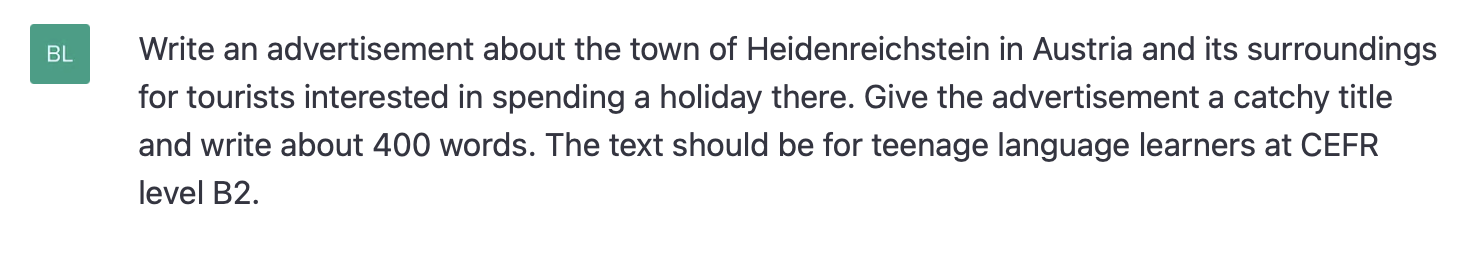 BL
Write an advertisement about the town of Heidenreichstein in Austria and its surroundings
for tourists interested in spending a holiday there. Give the advertisement a catchy title
and write about 400 words. The text should be for teenage language learners at CEFR
level B2.